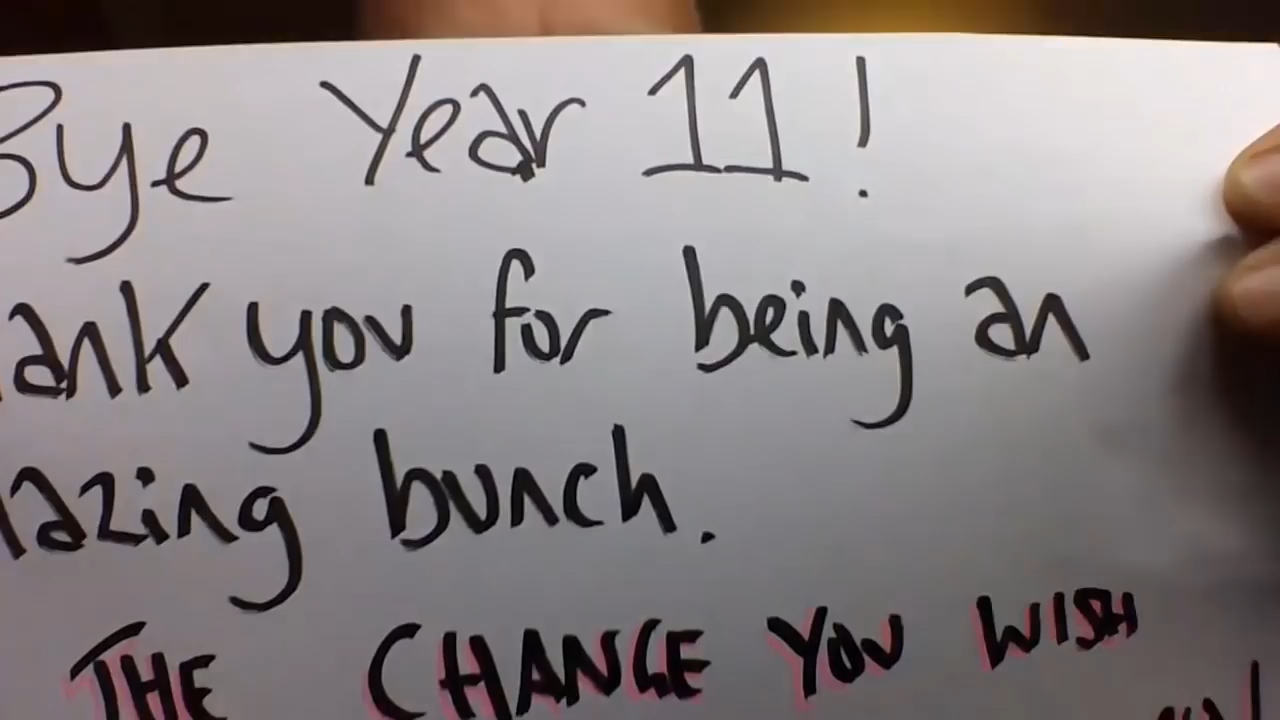 Bye Year 11!
ank you for being an
azing bunch.
THE CHANGE YOU WISH